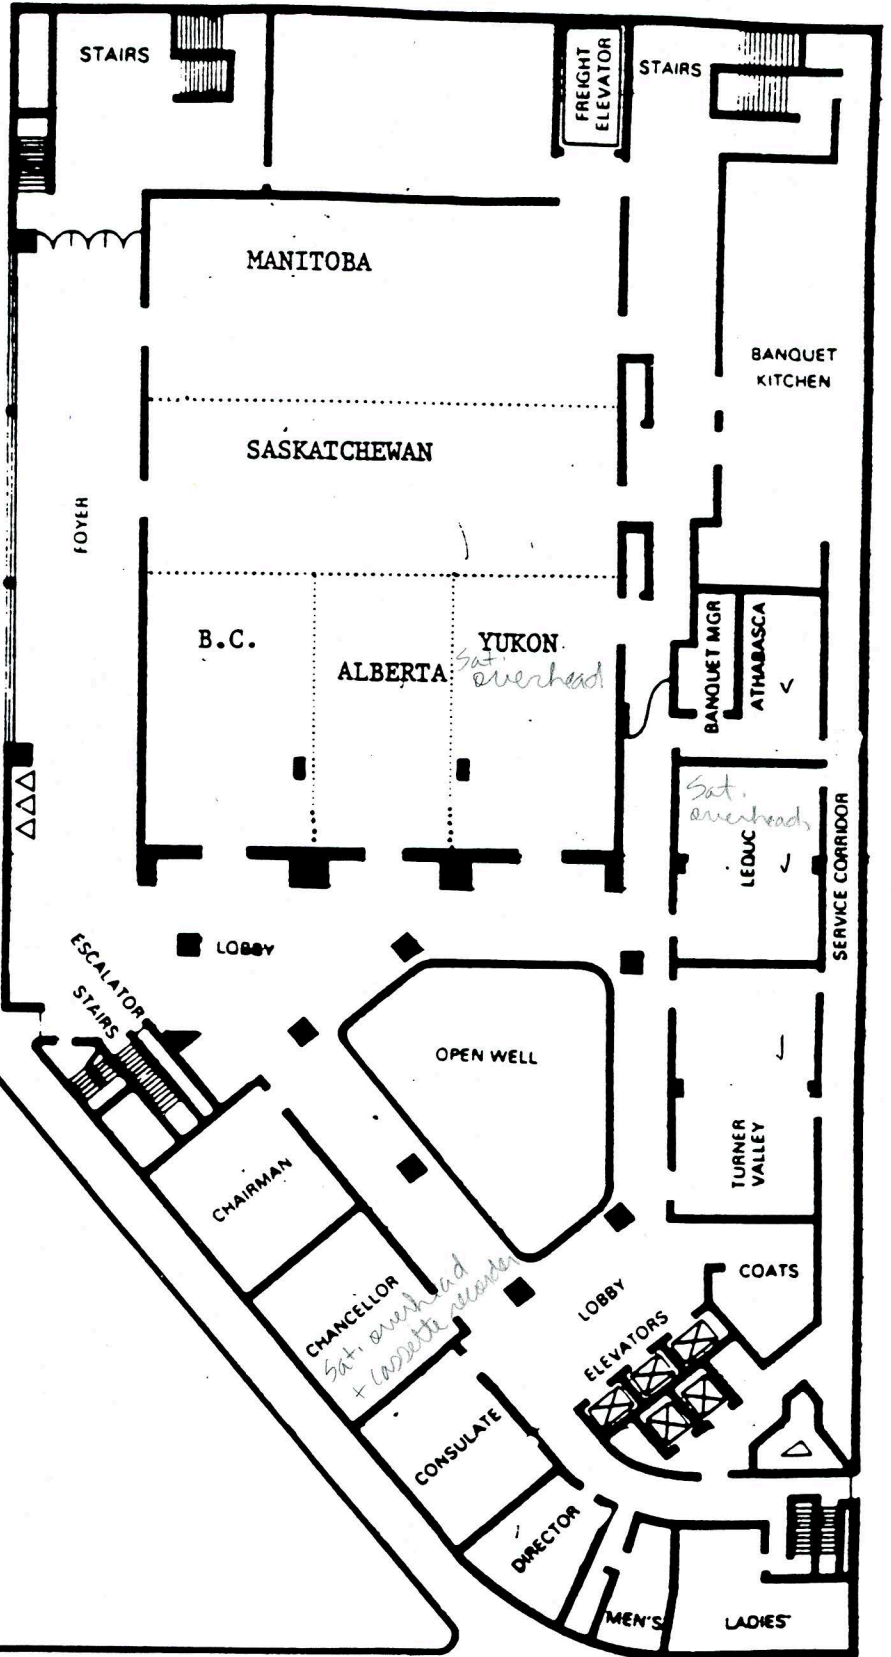 STAIRS
FREIGHT
ELEVATOR
STAIRS
MANITOBA
BANQUET
KITCHEN
SASKATCHEWAN
FOYER
B.C.
ALBERTA
YUKON
Sat.
overhead
BANQUET MGR
ATHABASCA
Sat.
overheads
LEDUC
SERVICE CORRIDOR
LOBBY
ESCALATOR
STAIRS
OPEN WELL
TURNER
VALLEY
CHAIRMAN
CHANCELLOR
Sat. overhead
+ cassette recorder
LOBBY
ELEVATORS
COATS
CONSULATE
DIRECTOR
MEN'S
LADIES'